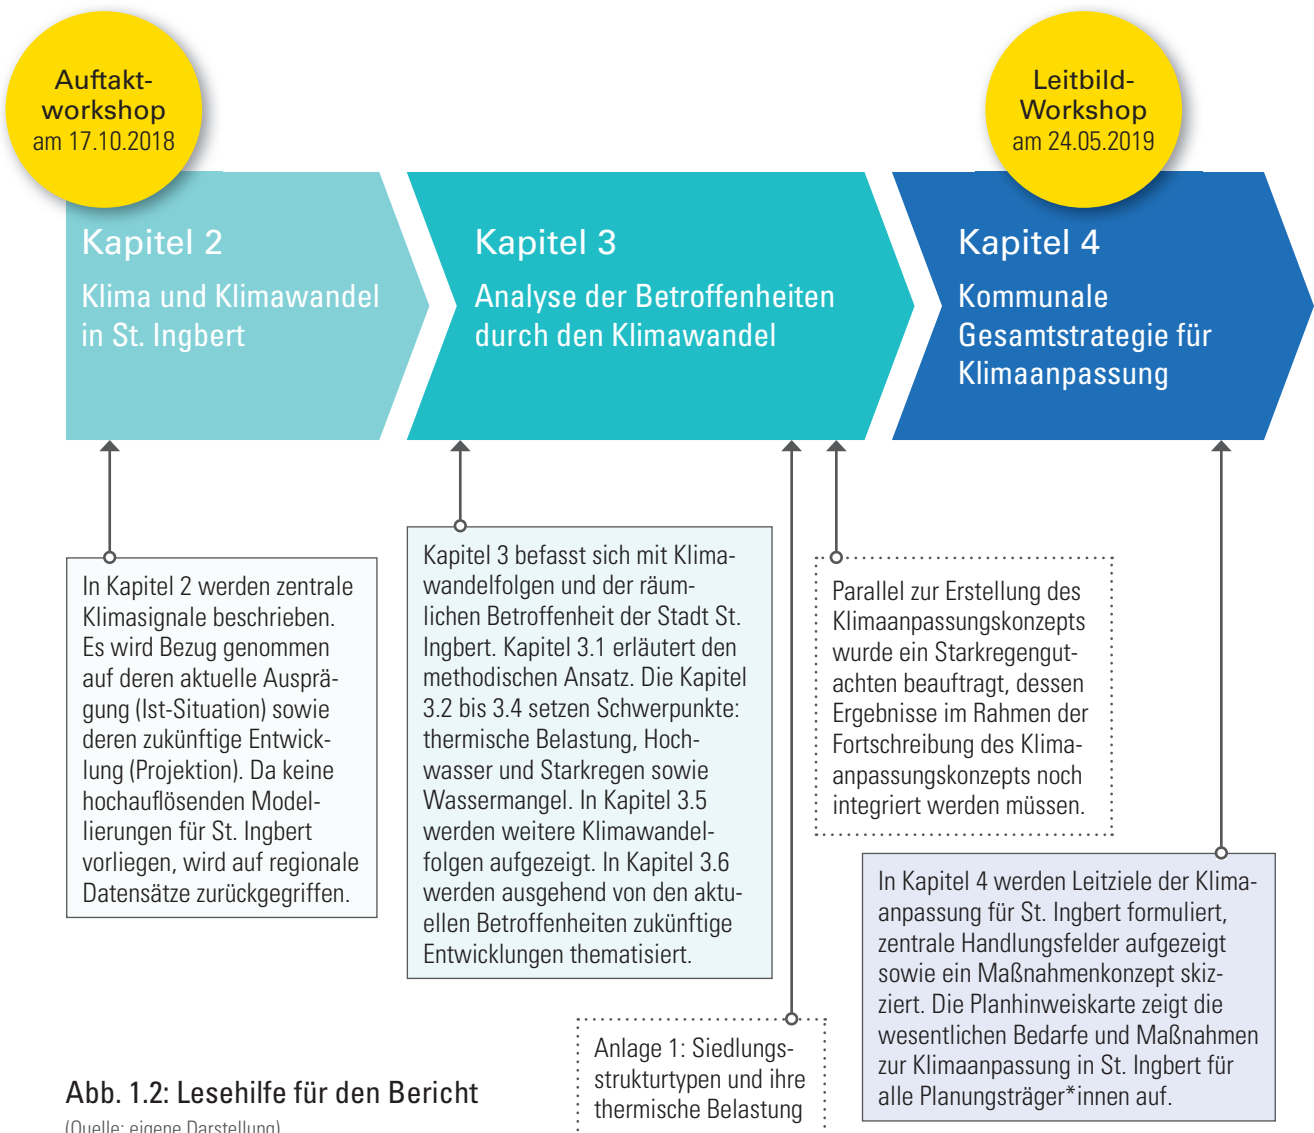 Auftakt-
workshop
am 17.10.2018
Leitbild-
Workshop
am 24.05.2019
Kapitel 2
Klima und Klimawandel
in St. Ingbert
Kapitel 3
Analyse der Betroffenheiten
durch den Klimawandel
Kapitel 4
Kommunale
Gesamtstrategie für
Klimaanpassung
In Kapitel 2 werden zentrale
Klimasignale beschrieben.
Es wird Bezug genommen
auf deren aktuelle Ausprä-
gung (Ist-Situation) sowie
deren zukünftige Entwick-
lung (Projektion). Da keine
hochauflösenden Model-
lierungen für St. Ingbert
vorliegen, wird auf regionale
Datensätze zurückgegriffen.
Kapitel 3 befasst sich mit Klima-
wandelfolgen und der räum-
lichen Betroffenheit der Stadt St.
Ingbert. Kapitel 3.1 erläutert den
methodischen Ansatz. Die Kapitel
3.2 bis 3.4 setzen Schwerpunkte:
thermische Belastung, Hoch-
wasser und Starkregen sowie
Wassermangel. In Kapitel 3.5
werden weitere Klimawandel-
folgen aufgezeigt. In Kapitel 3.6
werden ausgehend von den aktu-
ellen Betroffenheiten zukünftige
Entwicklungen thematisiert.
Parallel zur Erstellung des
Klimaanpassungskonzepts
wurde ein Starkregengut-
achten beauftragt, dessen
Ergebnisse im Rahmen der
Fortschreibung des Klima-
anpassungskonzepts noch
integriert werden müssen.
In Kapitel 4 werden Leitziele der Klima-
anpassung für St. Ingbert formuliert,
zentrale Handlungsfelder aufgezeigt
sowie ein Maßnahmenkonzept skiz-
ziert. Die Planhinweiskarte zeigt die
wesentlichen Bedarfe und Maßnahmen
zur Klimaanpassung in St. Ingbert für
alle Planungsträger*innen auf.
Anlage 1: Siedlungs-
strukturtypen und ihre
thermische Belastung
Abb. 1.2: Lesehilfe für den Bericht
(Quelle: eigene Darstellung)